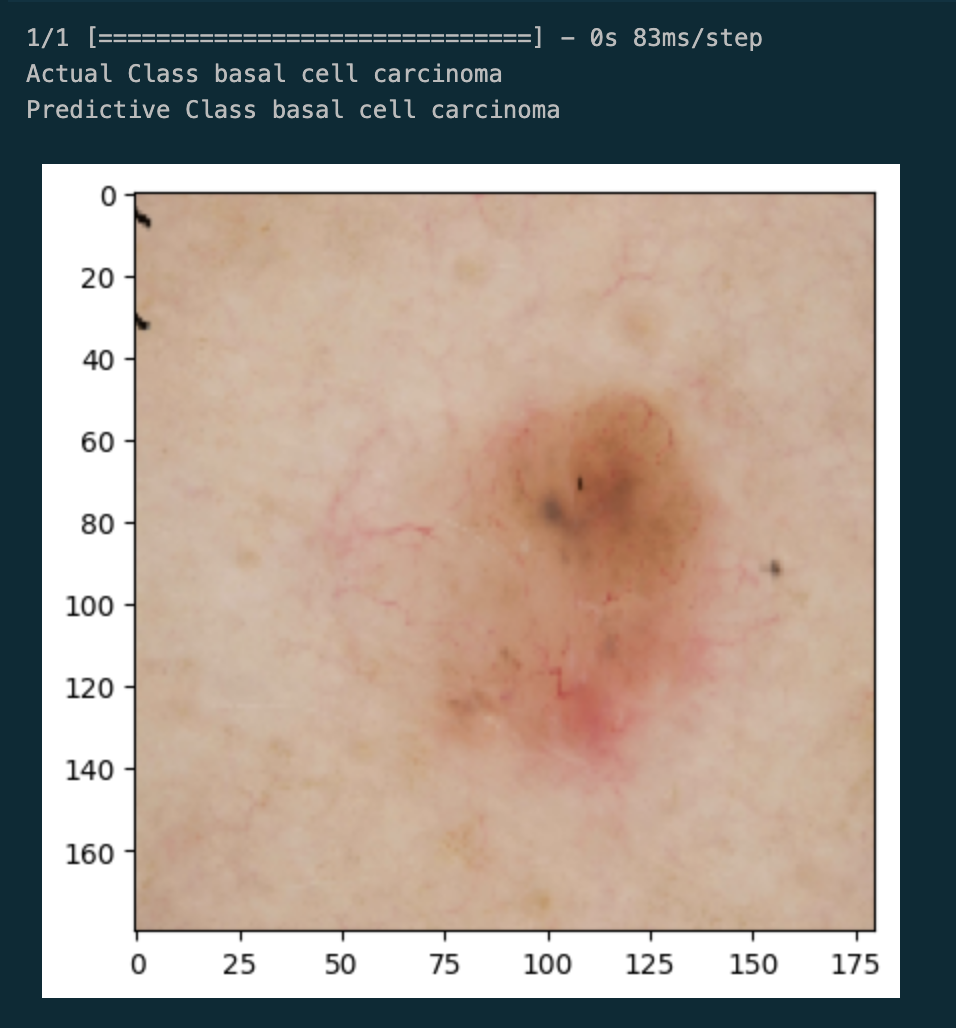 1/1 [==============================] – 0s 83ms/step
Actual Class basal cell carcinoma
Predictive Class basal cell carcinoma
0
20
40
60
80
100
120
140
160
0 25 50 75 100 125 150 175